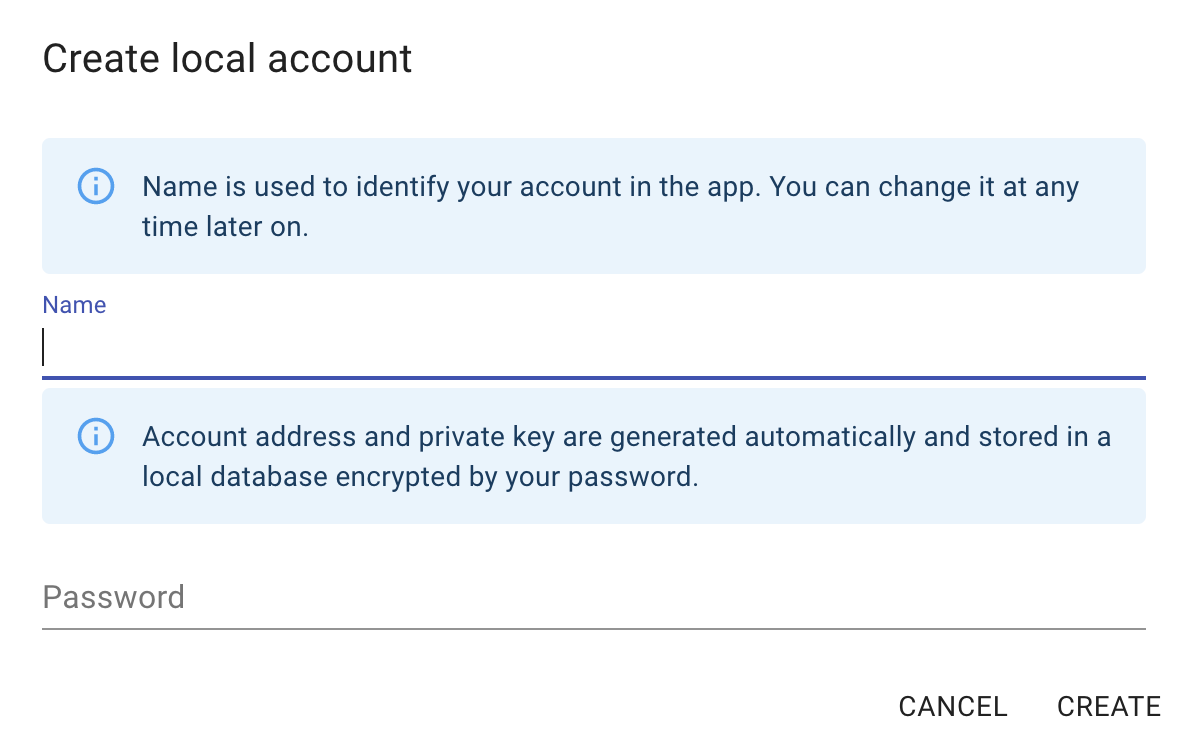 Create local account
Name is used to identify your account in the app. You can change it at any
time later on.
Name
Account address and private key are generated automatically and stored in a
local database encrypted by your password.
Password
CANCEL CREATE